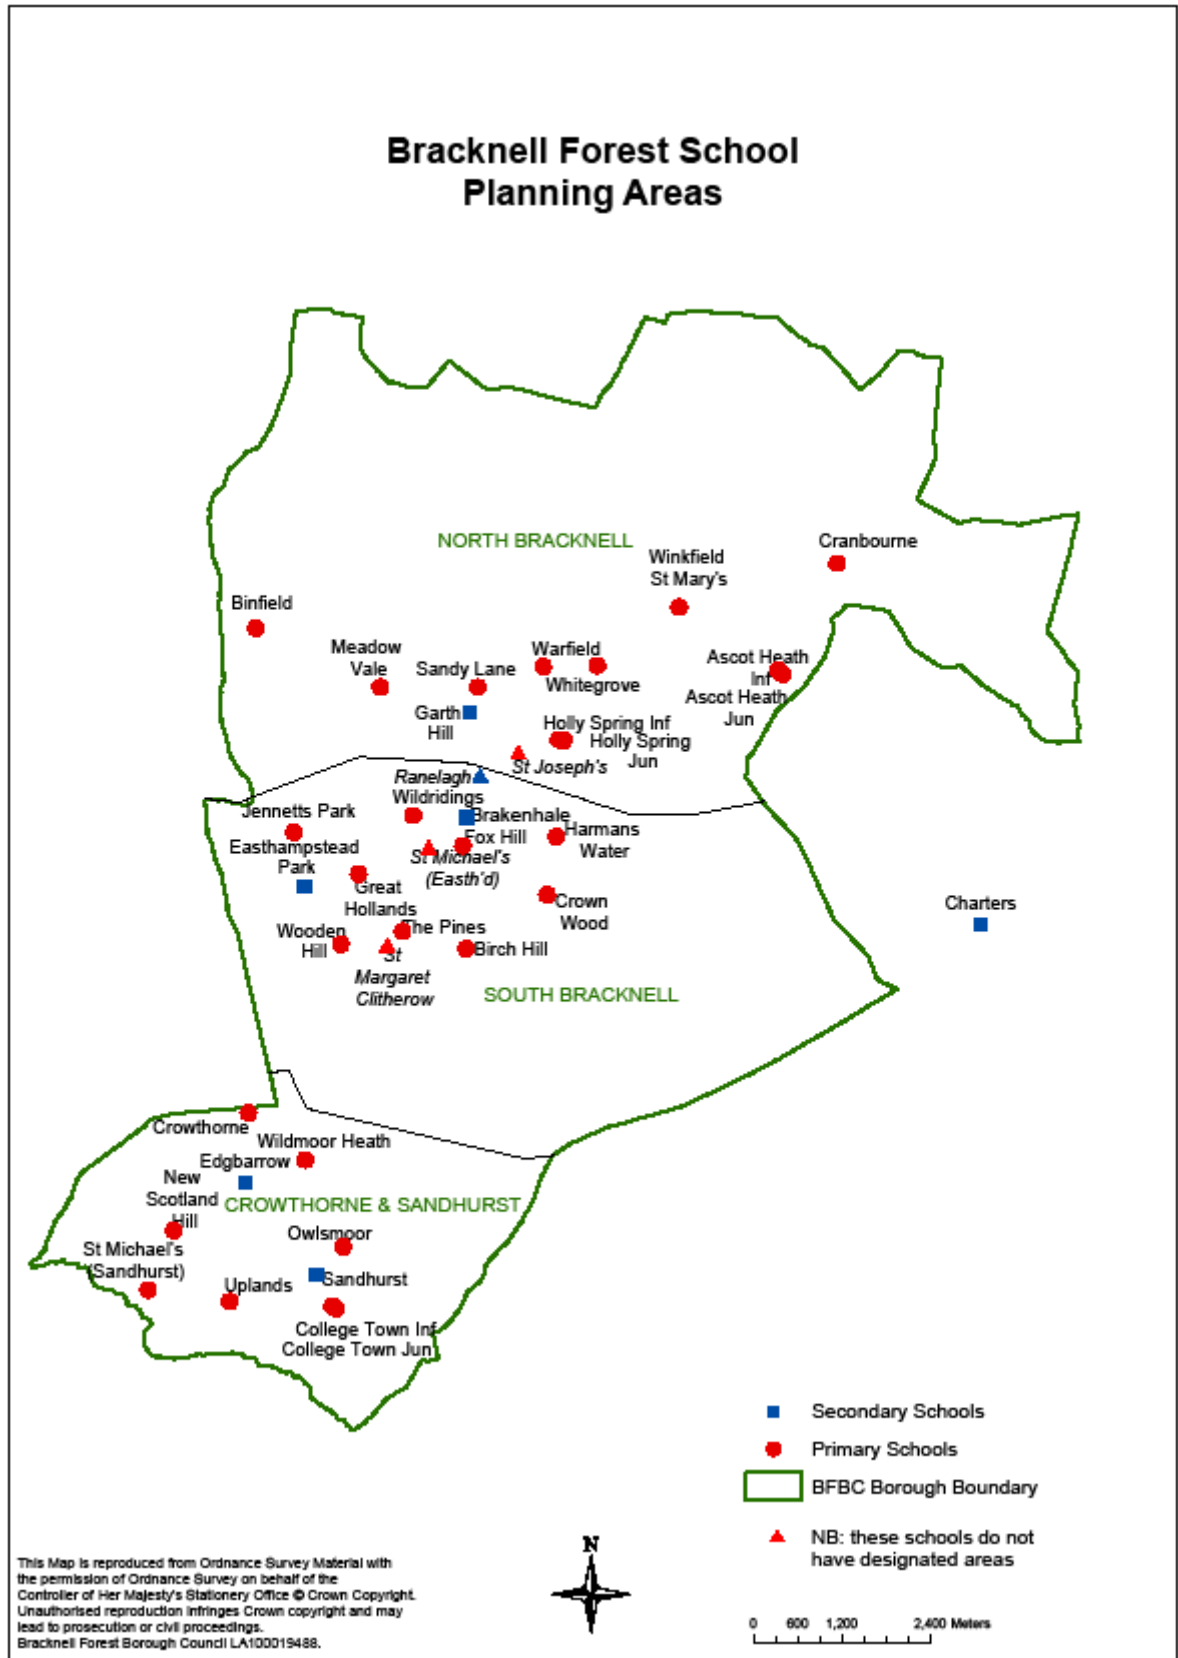 Bracknell Forest School
Planning Areas
NORTH BRACKNELL
Cranbourne
Winkfield
St Mary's
Binfield
Meadow
Vale
Sandy Lane
Warfield
Whitegrove
Ascot Heath
Inf
Ascot Heath
Jun
Garth
Hill
Holly Spring Inf
Holly Spring
Jun
St Joseph's
Ranelagh
Wildridings
Jennetts Park
Brakenhale
Easthampstead
Park
Fox Hill
Harmans
Water
St Michael's
(Easth'd)
Great
Hollands
Crown
Wood
Charters
Wooden
Hill
The Pines
St
Margaret
Clitherow
Birch Hill
SOUTH BRACKNELL
Crowthorne
Wildmoor Heath
Edgbarrow
New
Scotland
Hill
CROWTHORNE & SANDHURST
Owlsmoor
St Michael's
(Sandhurst)
Uplands
Sandhurst
College Town Inf
College Town Jun
Secondary Schools
Primary Schools
BFBC Borough Boundary
NB: these schools do not
have designated areas
This Map is reproduced from Ordnance Survey Material with
the permission of Ordnance Survey on behalf of the
Controller of Her Majesty's Stationery Office © Crown Copyright.
Unauthorised reproduction infringes Crown copyright and may
lead to prosecution or civil proceedings.
Bracknell Forest Borough Council LA100019488.
N
0 600 1,200 2,400 Meters